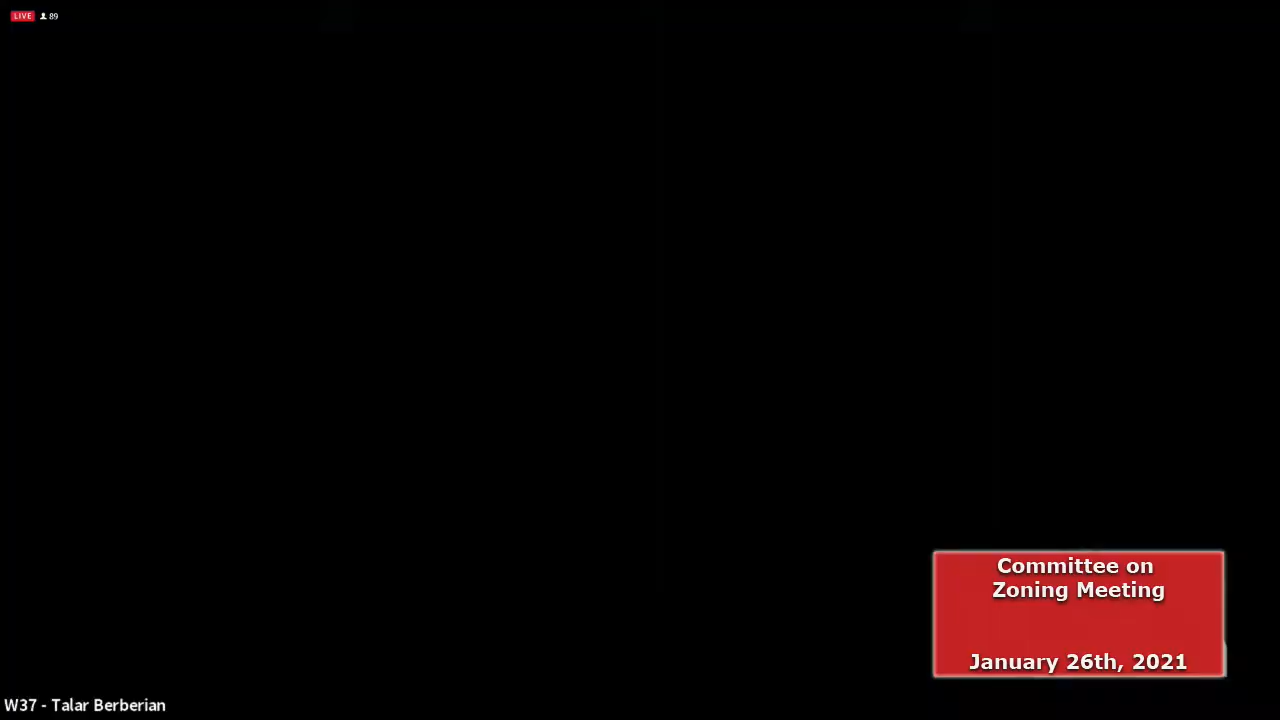 LIVE 89
Committee on
Zoning Meeting
January 26th, 2021
W37 - Talar Berberian